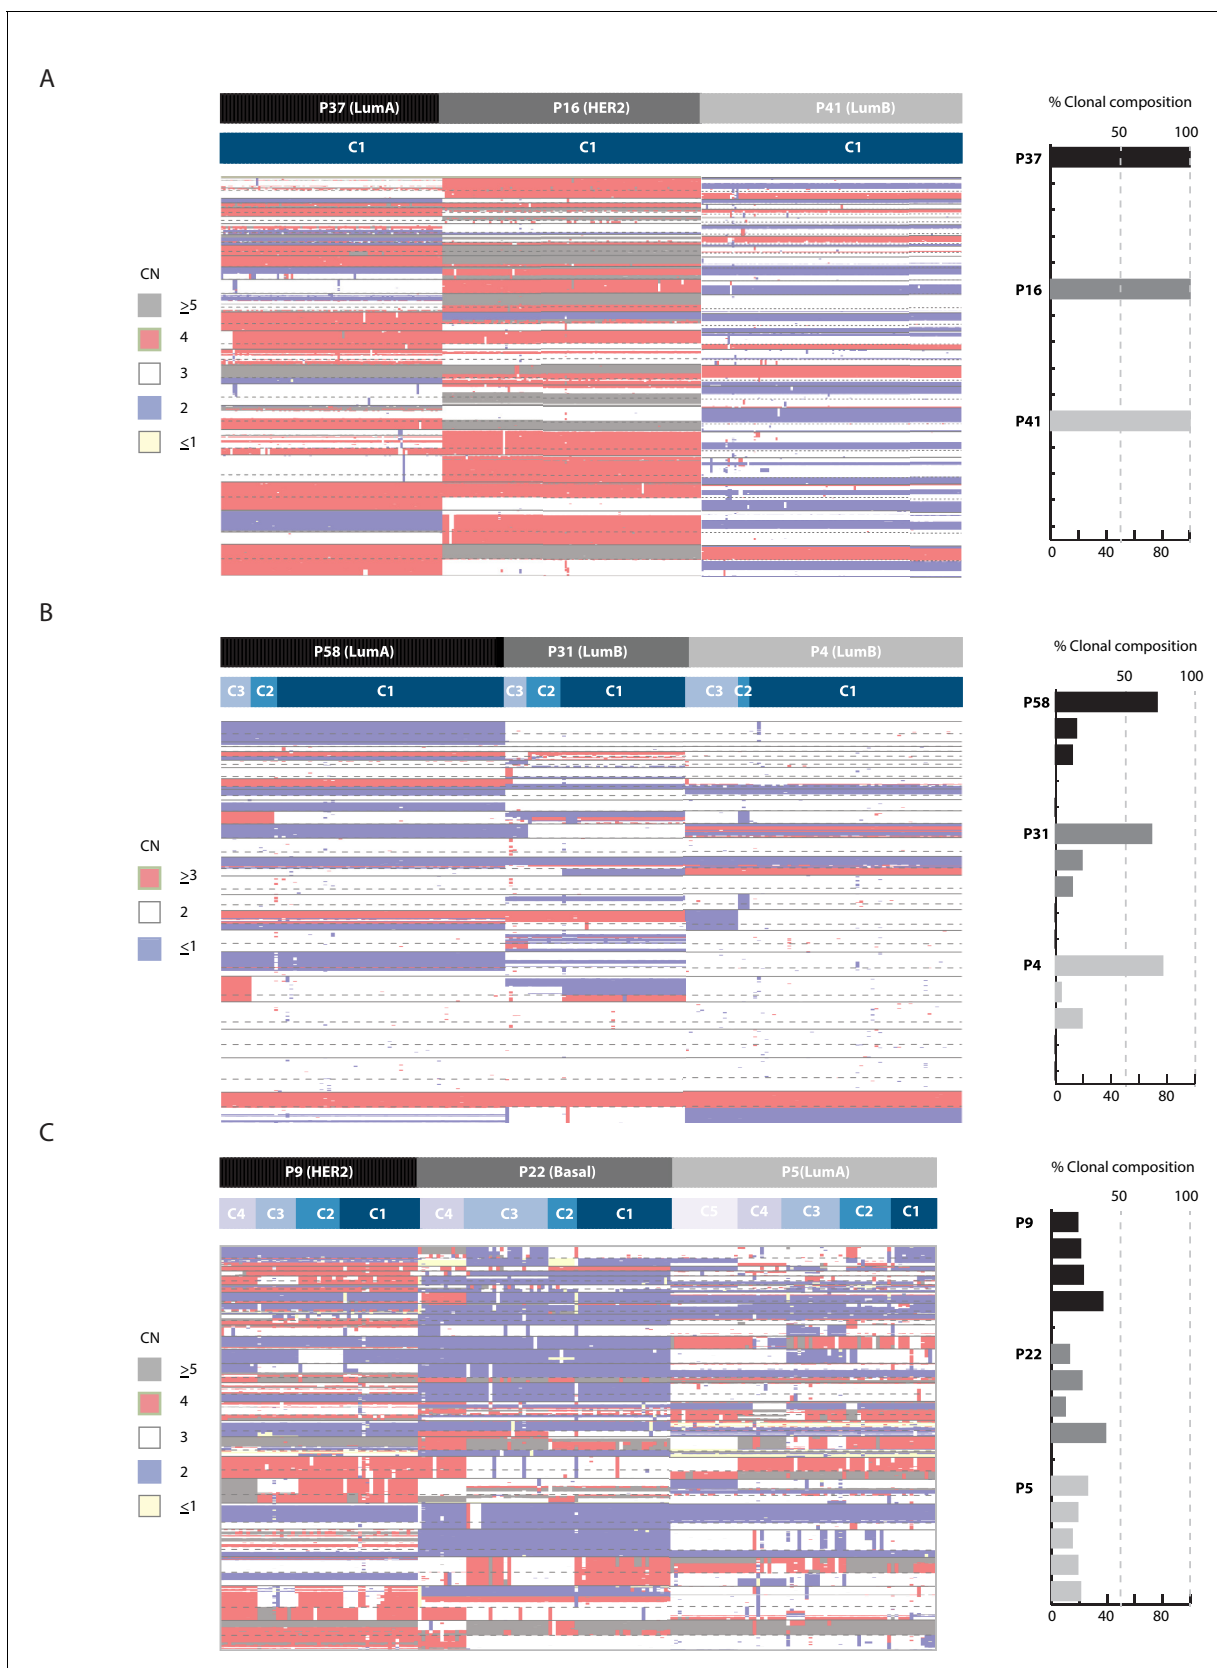 A
P37 (LumA) P16 (HER2) P41 (LumB)
C1 C1 C1
CN
≥5
4
3
2
≤1
% Clonal composition
50 100
P37
P16
P41
0 40 80
B
P58 (LumA) P31 (LumB) P4 (LumB)
C3 C2 C1 C3 C2 C1 C3 C2 C1
CN
≥3
2
≤1
% Clonal composition
50 100
P58
P31
P4
0 40 80
C
P9 (HER2) P22 (Basal) P5(LumA)
C4 C3 C2 C1 C4 C3 C2 C1 C5 C4 C3 C2 C1
CN
≥5
4
3
2
≤1
% Clonal composition
50 100
P9
P22
P5
0 40 80